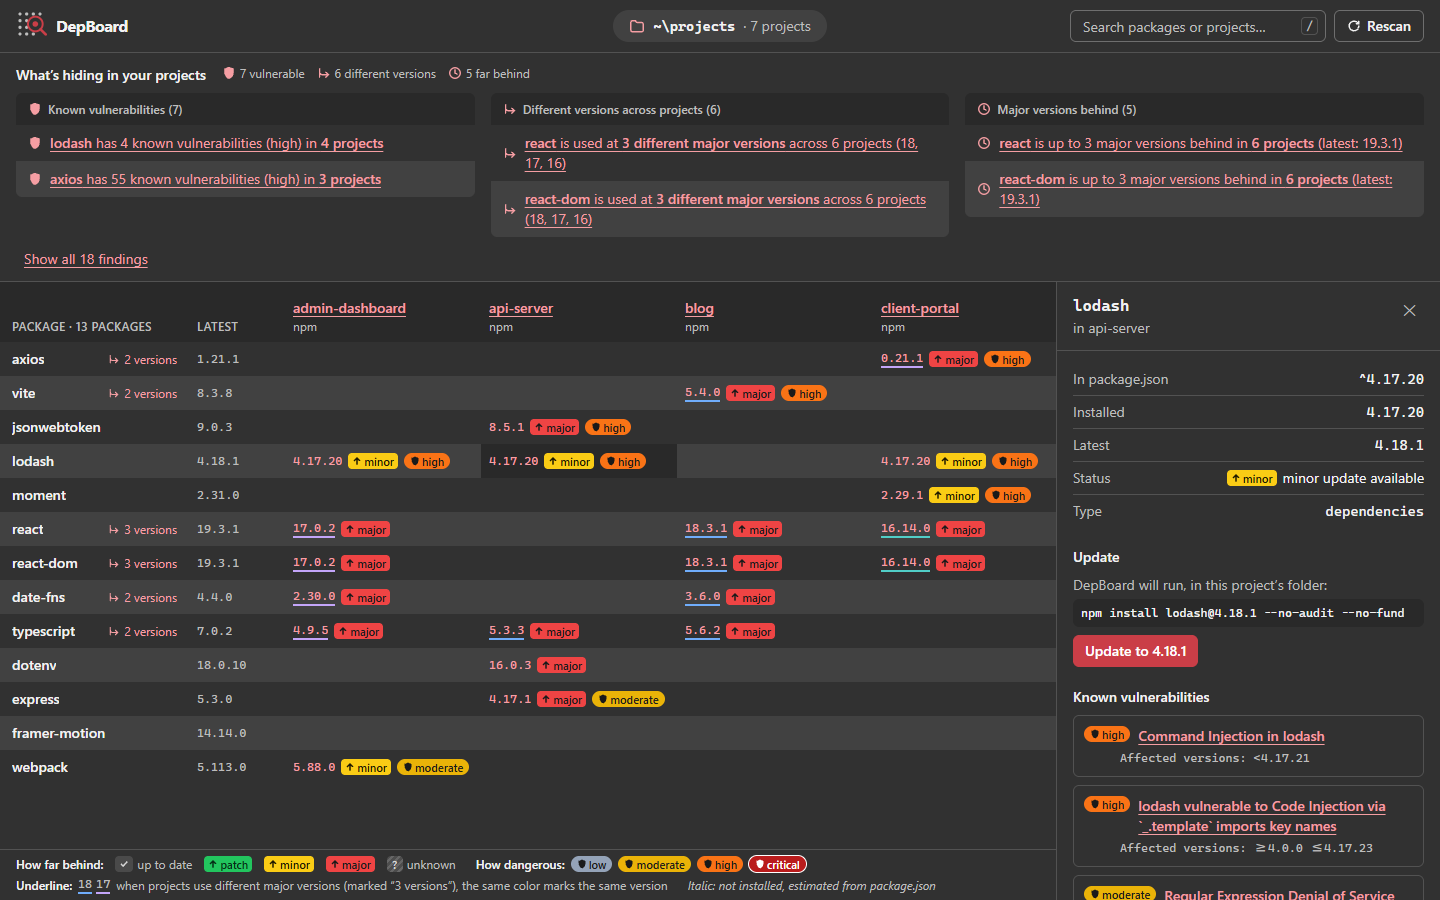 DepBoard
~\projects · 7 projects
Search packages or projects... /
Rescan
What's hiding in your projects 7 vulnerable 6 different versions 5 far behind
Known vulnerabilities (7)
lodash has 4 known vulnerabilities (high) in 4 projects
axios has 55 known vulnerabilities (high) in 3 projects
Different versions across projects (6)
react is used at 3 different major versions across 6 projects (18,
17, 16)
react-dom is used at 3 different major versions across 6 projects
(18, 17, 16)
Major versions behind (5)
react is up to 3 major versions behind in 6 projects (latest: 19.3.1)
react-dom is up to 3 major versions behind in 6 projects (latest:
19.3.1)
Show all 18 findings
PACKAGE · 13 PACKAGES LATEST
admin-dashboard
npm
api-server
npm
blog
npm
client-portal
npm
axios 2 versions 1.21.1 0.21.1 major high
vite 2 versions 8.3.8 5.4.0 major high
jsonwebtoken 9.0.3 8.5.1 major high
lodash 4.18.1 4.17.20 minor high 4.17.20 minor high 4.17.20 minor high
moment 2.31.0 2.29.1 minor high
react 3 versions 19.3.1 17.0.2 major 18.3.1 major 16.14.0 major
react-dom 3 versions 19.3.1 17.0.2 major 18.3.1 major 16.14.0 major
date-fns 2 versions 4.4.0 2.30.0 major 3.6.0 major
typescript 2 versions 7.0.2 4.9.5 major 5.3.3 major 5.6.2 major
dotenv 18.0.10 16.0.3 major
express 5.3.0 4.17.1 major moderate
framer-motion 14.14.0
webpack 5.113.0 5.88.0 minor moderate
How far behind: up to date patch minor major ? unknown How dangerous: low moderate high critical
Underline: 18 17 when projects use different major versions (marked “3 versions”), the same color marks the same version Italic: not installed, estimated from package.json
lodash
in api-server
In package.json ^4.17.20
Installed 4.17.20
Latest 4.18.1
Status minor minor update available
Type dependencies
Update
DepBoard will run, in this project's folder:
npm install lodash@4.18.1 --no-audit --no-fund
Update to 4.18.1
Known vulnerabilities
high Command Injection in lodash
Affected versions: <4.17.21
high lodash vulnerable to Code Injection via
`_.template` imports key names
Affected versions: ≥4.0.0 ≤4.17.23
moderate Regular Expression Denial of Service